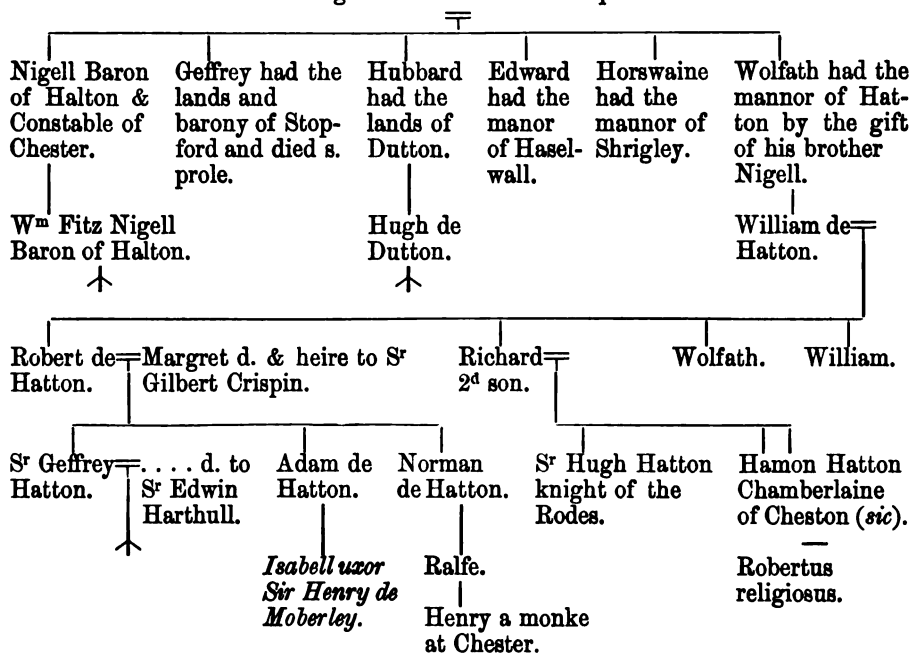 Nigell Baron
of Halton &
Constable of
Chester.
Geffrey had the
lands and
barony of Stop-
ford and died s.
prole.
Hubbard
had the
lands of
Dutton.
Edward
had the
manor
of Hasel-
wall.
Horswaine
had the
maunor of
Shrigley.
Wolfath had the
mannor of Hat-
ton by the gift
of his brother
Nigell.
Wm Fitz Nigell
Baron of Halton.
Hugh de
Dutton.
William de
Hatton.
Robert de
Hatton.
Margret d. & heire to Sr
Gilbert Crispin.
Richard
2d son.
Wolfath.
William.
Sr Geffrey
Hatton.
. . . . d. to
Sr Edwin
Harthull.
Adam de
Hatton.
Norman
de Hatton.
Sr Hugh Hatton
knight of the
Rodes.
Hamon Hatton
Chamberlaine
of Cheston (sic).
Isabell uxor
Sir Henry de
Moberley.
Ralfe.
Henry a monke
at Chester.
Robertus
religiosus.